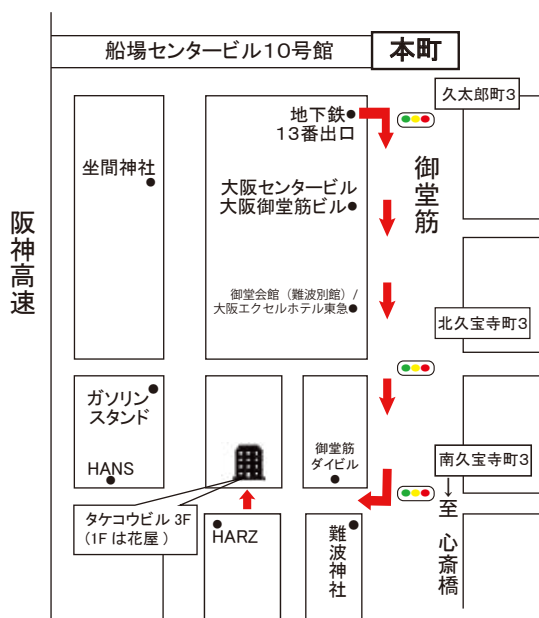 船場センタービル10号館
本町
久太郎町3
地下鉄
13番出口
坐間神社
御堂筋
大阪センタービル
大阪御堂筋ビル
阪神高速
御堂会館（難波別館）/
大阪エクセルホテル東急
北久宝寺町3
ガソリン
スタンド
御堂筋
ダイビル
南久宝寺町3
HANS
↓至 心斎橋
タケコウビル 3F
(1F は花屋 )
HARZ
難波神社